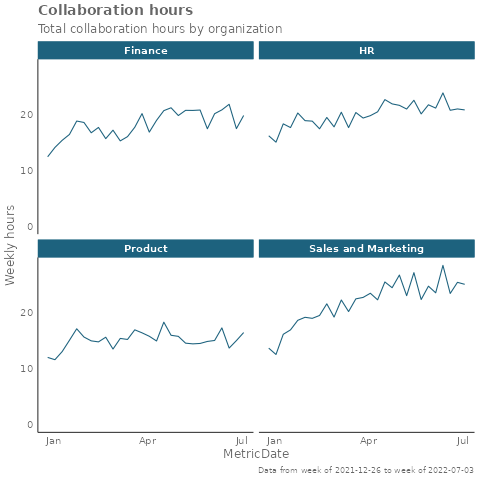 Collaboration hours
Total collaboration hours by organization
Finance
HR
20
10
0
Product
Sales and Marketing
20
10
0
Weekly hours
Jan Apr Jul
Jan Apr Jul
MetricDate
Data from week of 2021-12-26 to week of 2022-07-03